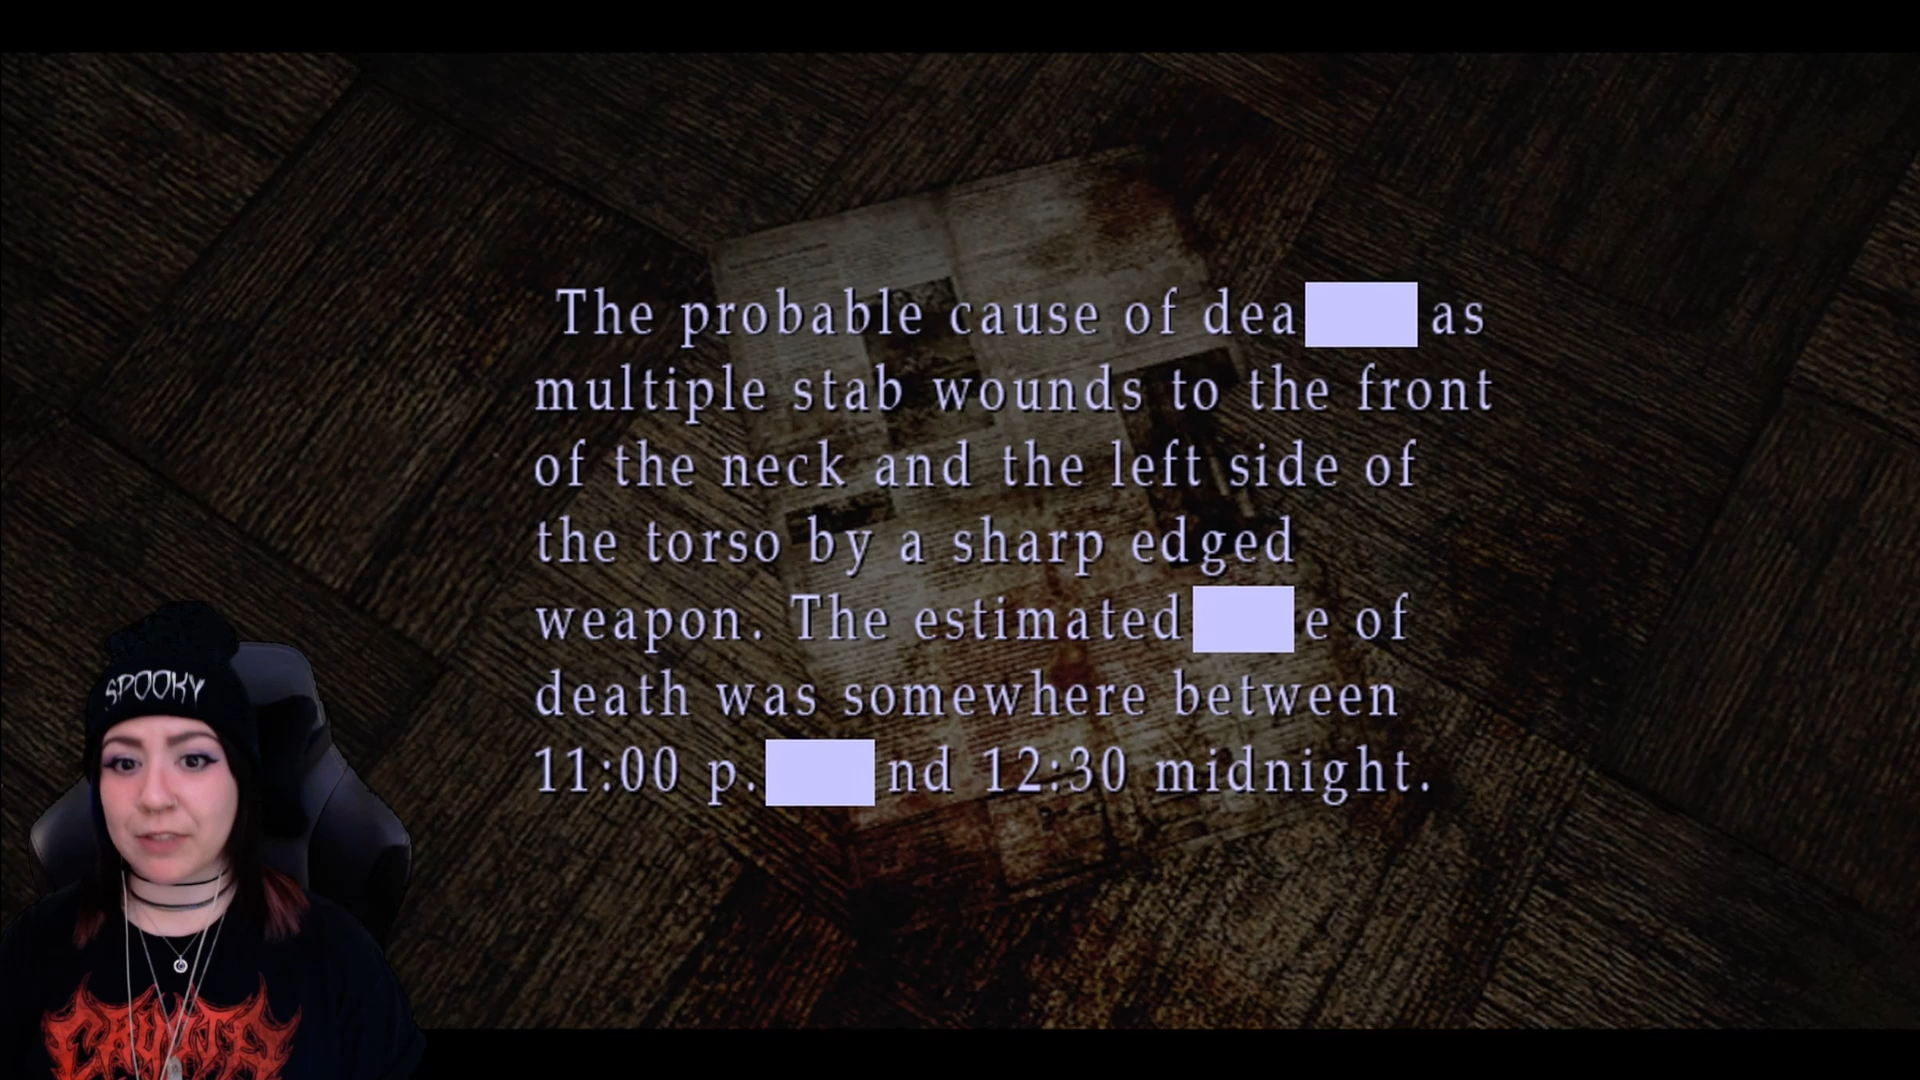 The probable cause of dea as
multiple stab wounds to the front
of the neck and the left side of
the torso by a sharp edged
weapon. The estimated e of
death was somewhere between
11:00 p. nd 12:30 midnight.
SPOOKY